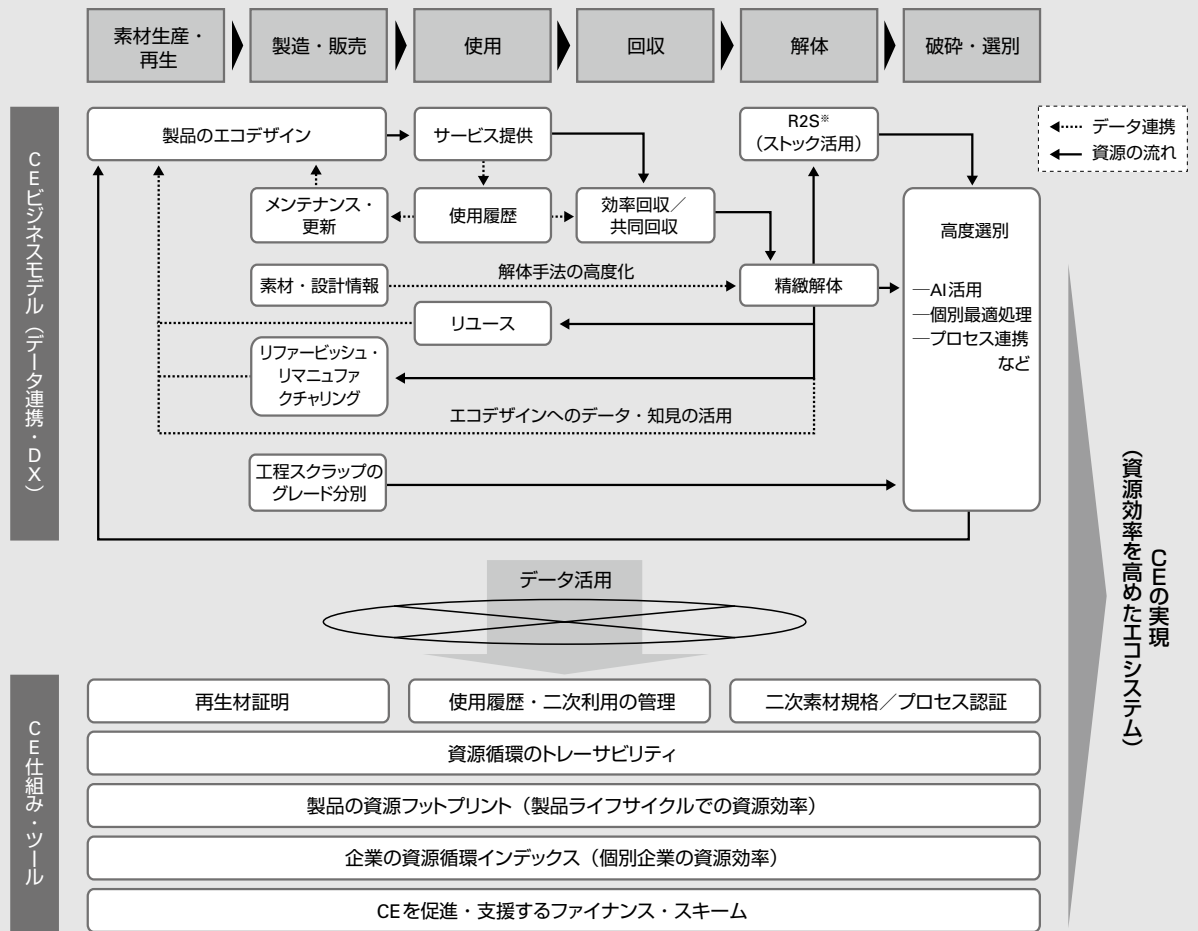 素材生産・
再生
製造・販売
使用
回収
解体
破砕・選別
CEビジネスモデル（データ連携・DX）
製品のエコデザイン
サービス提供
R2S※
（ストック活用）
データ連携
資源の流れ
メンテナンス・
更新
使用履歴
効率回収／
共同回収
高度選別
―AI活用
―個別最適処理
―プロセス連携
など
素材・設計情報
解体手法の高度化
精緻解体
リユース
リファービッシュ・
リマニュファ
クチャリング
エコデザインへのデータ・知見の活用
工程スクラップの
グレード分別
データ活用
CE仕組み・ツール
再生材証明
使用履歴・二次利用の管理
二次素材規格／プロセス認証
資源循環のトレーサビリティ
製品の資源フットプリント（製品ライフサイクルでの資源効率）
企業の資源循環インデックス（個別企業の資源効率）
CEを促進・支援するファイナンス・スキーム
CEの実現
（資源効率を高めたエコシステム）